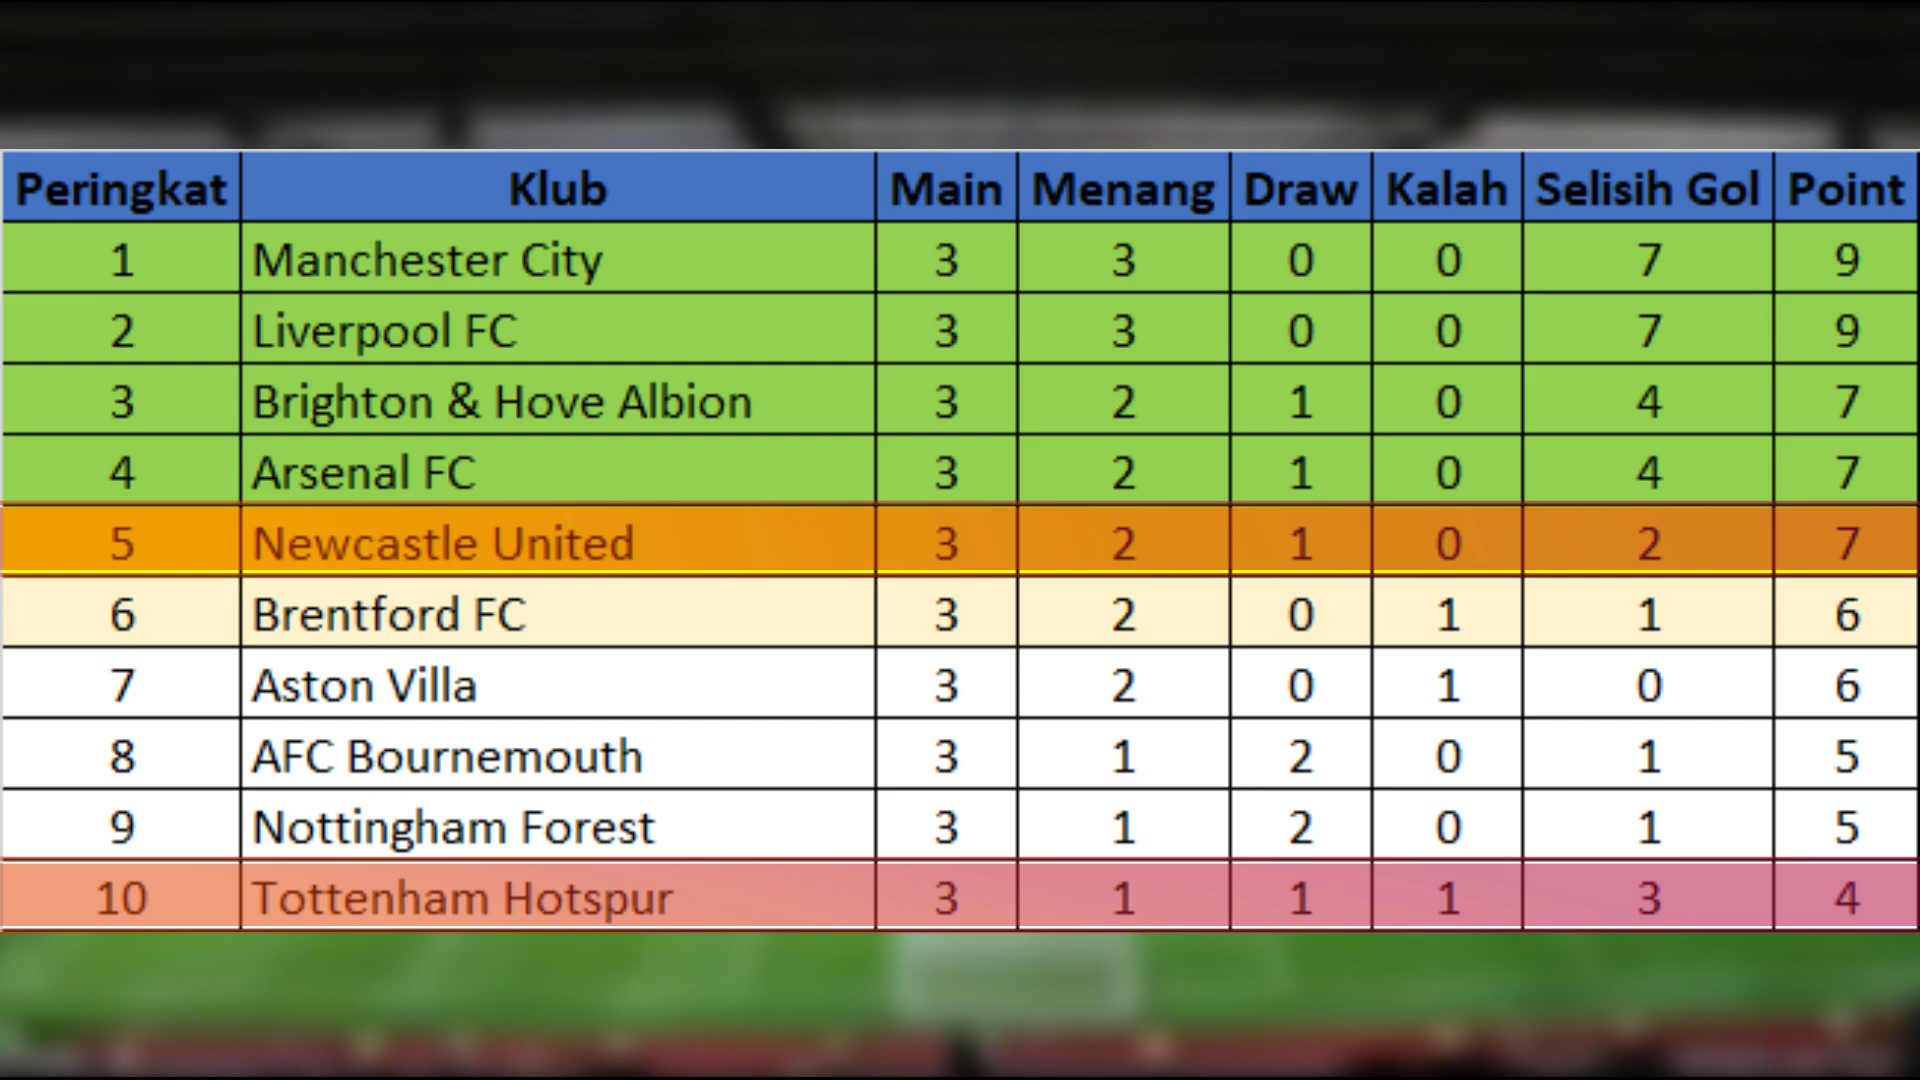 Peringkat Klub Main Menang Draw Kalah Selisih Gol Point
1 Manchester City 3 3 0 0 7 9
2 Liverpool FC 3 3 0 0 7 9
3 Brighton & Hove Albion 3 2 1 0 4 7
4 Arsenal FC 3 2 1 0 4 7
5 Newcastle United 3 2 1 0 2 7
6 Brentford FC 3 2 0 1 1 6
7 Aston Villa 3 2 0 1 0 6
8 AFC Bournemouth 3 1 2 0 1 5
9 Nottingham Forest 3 1 2 0 1 5
10 Tottenham Hotspur 3 1 1 1 3 4